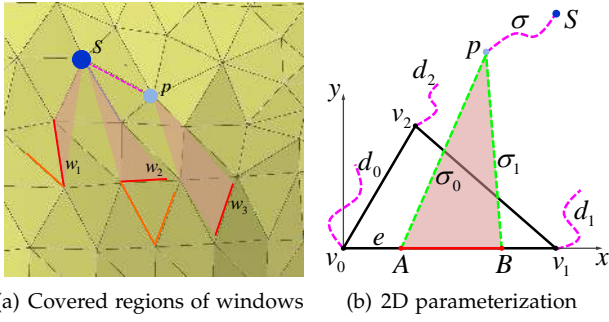 S
p
w1
w2
w3
y
σ
S
p
d2
v2
d0
σ0
σ1
d1
e
v0
A
B
v1
x
(a) Covered regions of windows
(b) 2D parameterization